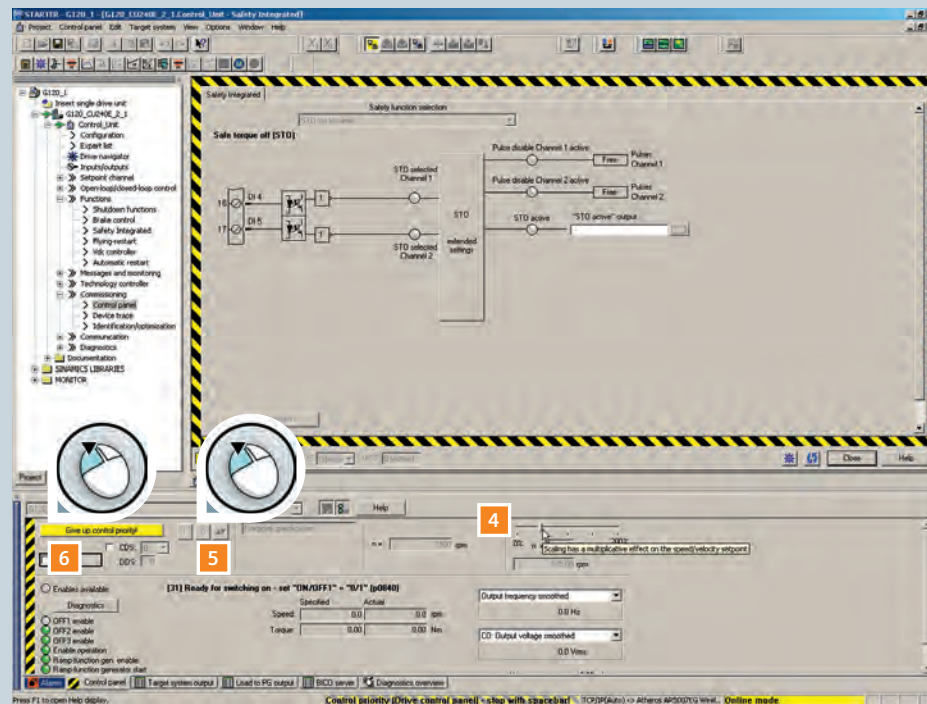 STARTER - G120_1 - [G120_CU240E_2_1.Control_Unit - Safety Integrated]
Project Control panel Edit Target system View Options Window Help
G120_1
Insert single drive unit
G120_CU240E_2_1
Control_Unit
Configuration
Expert list
Drive navigator
Inputs/outputs
Setpoint channel
Open-loop/closed-loop control
Functions
Shutdown functions
Brake control
Safety Integrated
Flying restart
Vdc controller
Automatic restart
Messages and monitoring
Technology controller
Commissioning
Control panel
Device trace
Identification/optimization
Communication
Diagnostics
Documentation
SINAMICS LIBRARIES
MONITOR
Project
Safety Integrated
Safety function selection
Safe torque off (STO)
STO selected
Channel 1
16
DI 4
1
17
DI 5
1
STO selected
Channel 2
STO
extended
settings
Pulse disable Channel 1 active
Free
Pulses
Channel 1
Pulse disable Channel 2 active
Free
Pulses
Channel 2
STO active
"STO active" output
Close
Help
Help
Give up control priority!
6
5
4
CDS:
DDS:
n =
rpm
200%
Scaling has a multiplicative effect on the speed/velocity setpoint
rpm
Enables available
[31] Ready for switching on - set "ON/OFF1" = "0/1" (p0840)
Diagnostics
Specified
Actual
Speed:
0.0
0.0 rpm
Torque:
0.00
0.00 Nm
Output frequency smoothed
0.0 Hz
CO: Output voltage smoothed
0.0 Vrms
OFF1 enable
OFF2 enable
OFF3 enable
Enable operation
Ramp-function gen. enable
Ramp-function generator start
Alarms
Control panel
Target system output
Load to PG output
BICO server
Diagnostics overview
Press F1 to open Help display.
Control priority (Drive control panel) - stop with spacebar!
TCP/IP(Auto) -> Atheros AR5007EG Wirel...
Online mode